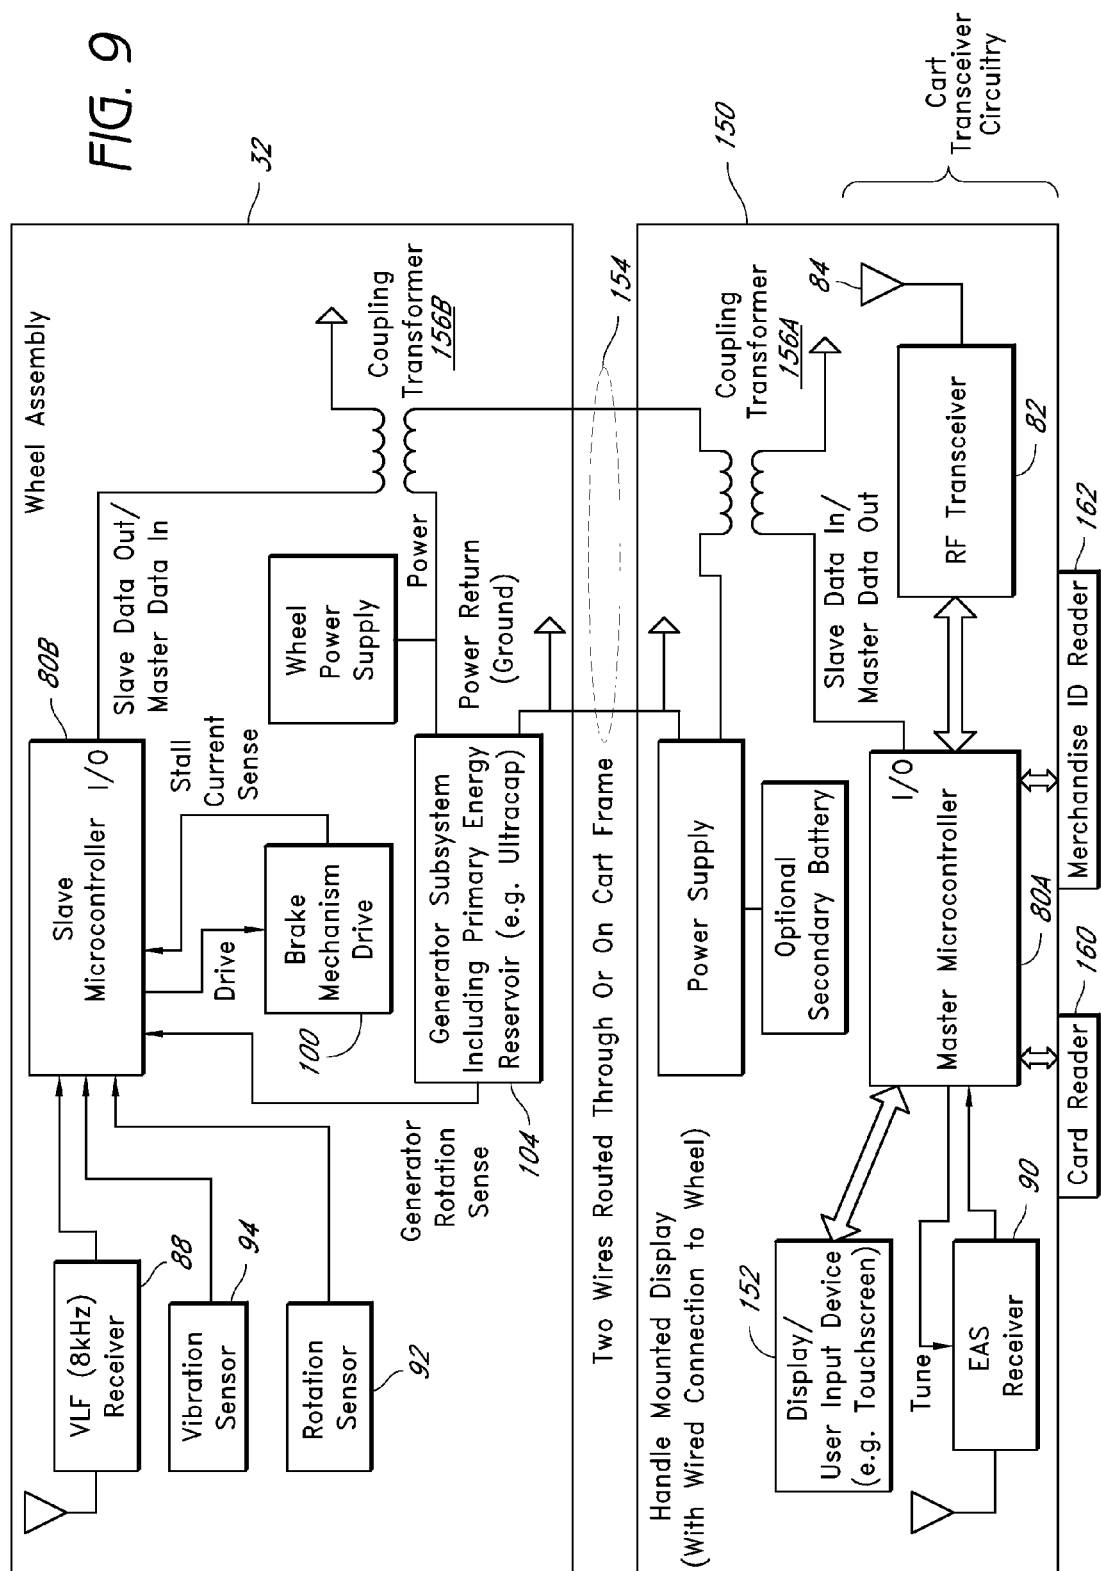 FIG. 9
32
Wheel Assembly
80B
Slave
Microcontroller
I/O
Slave Data Out/
Master Data In
Coupling
Transformer
156B
VLF (8kHz)
Receiver
88
Vibration
Sensor
94
Rotation
Sensor
92
Drive
Stall
Current
Sense
Brake
Mechanism
Drive
100
Wheel
Power
Supply
Power
Generator
Rotation
Sense
Generator Subsystem
Including Primary Energy
Reservoir (e.g. Ultracap)
104
Power Return
(Ground)
Two Wires Routed Through Or On Cart Frame
154
150
Handle Mounted Display
(With Wired Connection to Wheel)
Power Supply
Optional
Secondary Battery
Coupling
Transformer
156A
Slave Data In/
Master Data Out
152
Display/
User Input Device
(e.g. Touchscreen)
I/O
Master Microcontroller
80A
RF Transceiver
82
84
Tune
EAS
Receiver
90
Card Reader
160
Merchandise ID Reader
162
Cart
Transceiver
Circuitry